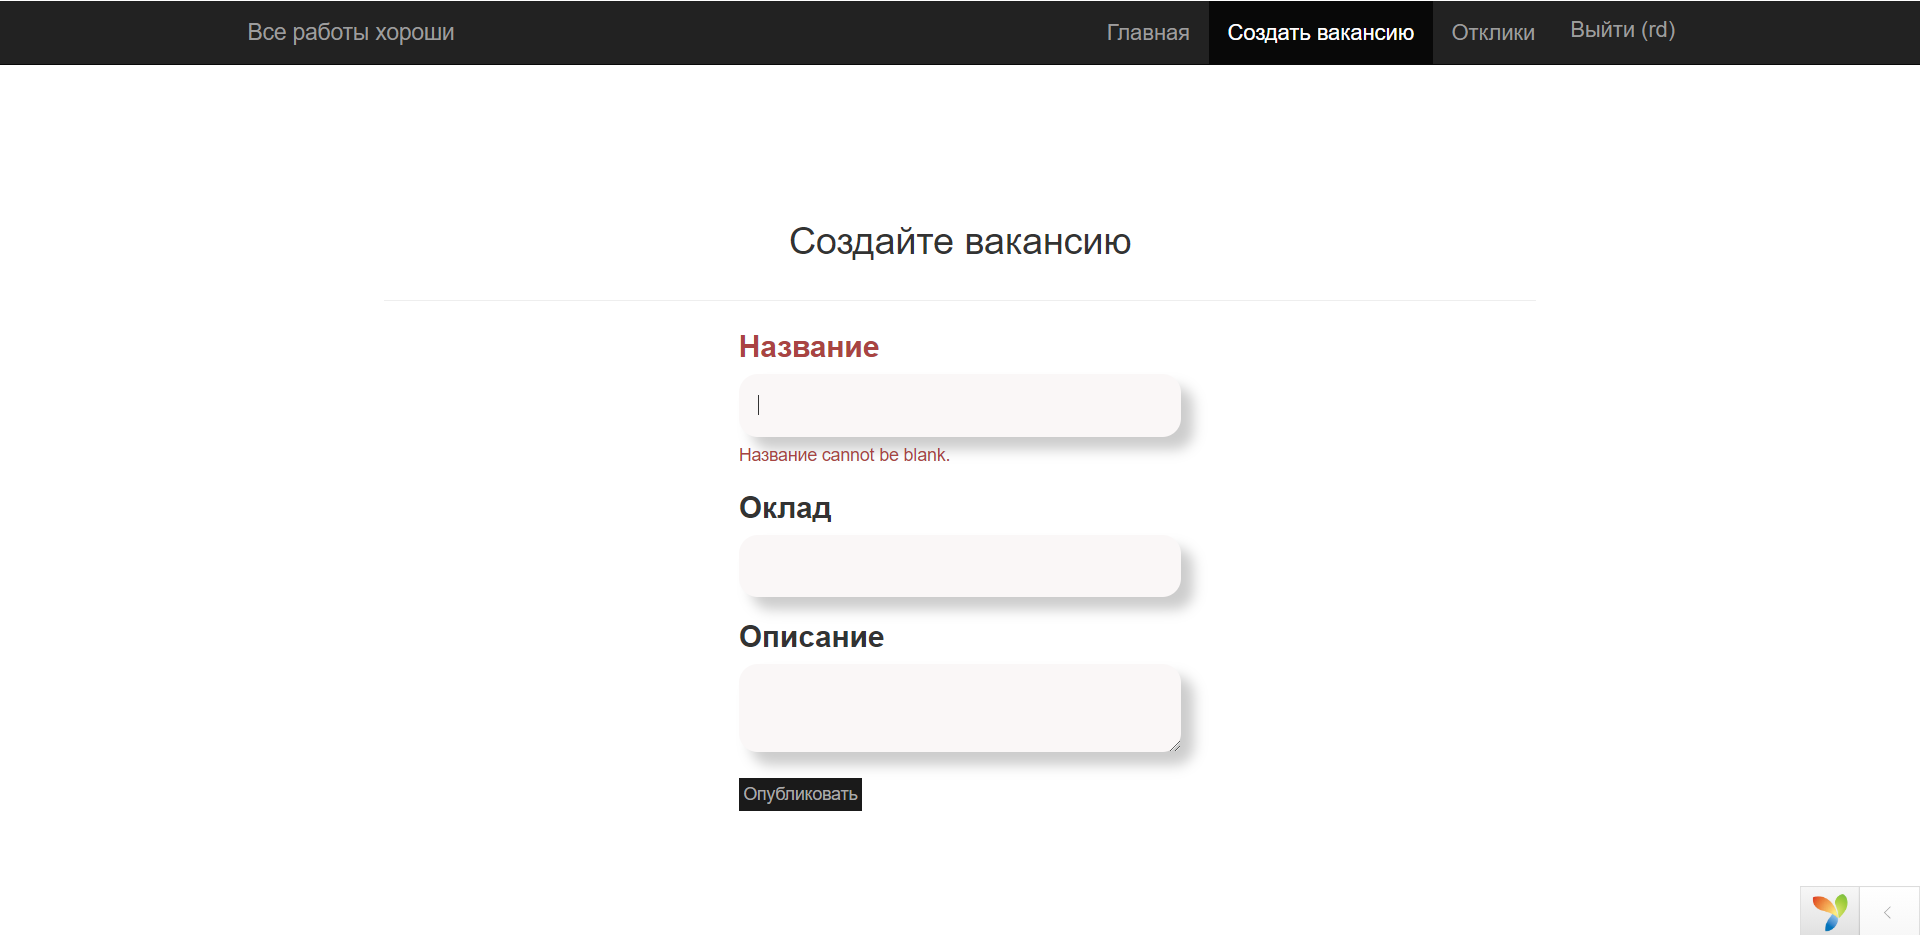 Все работы хороши
Главная
Создать вакансию
Отклики
Выйти (rd)
Создайте вакансию
Название
Название cannot be blank.
Оклад
Описание
Опубликовать